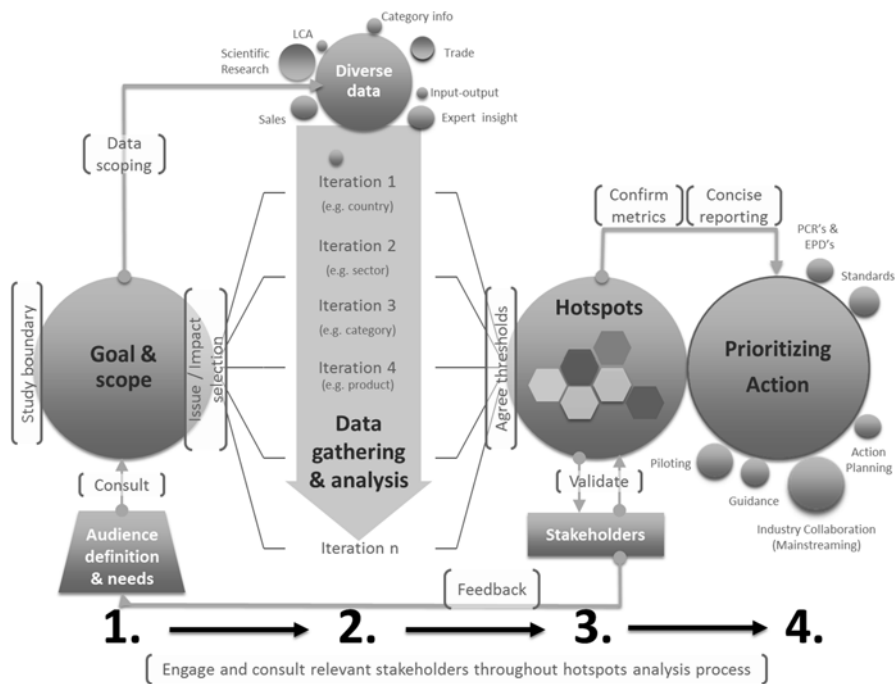 Category info
LCA
Scientific
Research
Trade
Diverse
data
Input-output
Sales
Expert insight
Data
scoping
Iteration 1
(e.g. country)
Iteration 2
(e.g. sector)
Iteration 3
(e.g. category)
Iteration 4
(e.g. product)
Data
gathering
& analysis
Iteration n
Study boundary
Goal &
scope
Issue / Impact
selection
Consult
Audience
definition
& needs
Agree thresholds
Hotspots
Confirm
metrics
Concise
reporting
PCR's &
EPD's
Standards
Prioritizing
Action
Piloting
Guidance
Action
Planning
Industry Collaboration
(Mainstreaming)
Validate
Stakeholders
Feedback
1.
2.
3.
4.
Engage and consult relevant stakeholders throughout hotspots analysis process